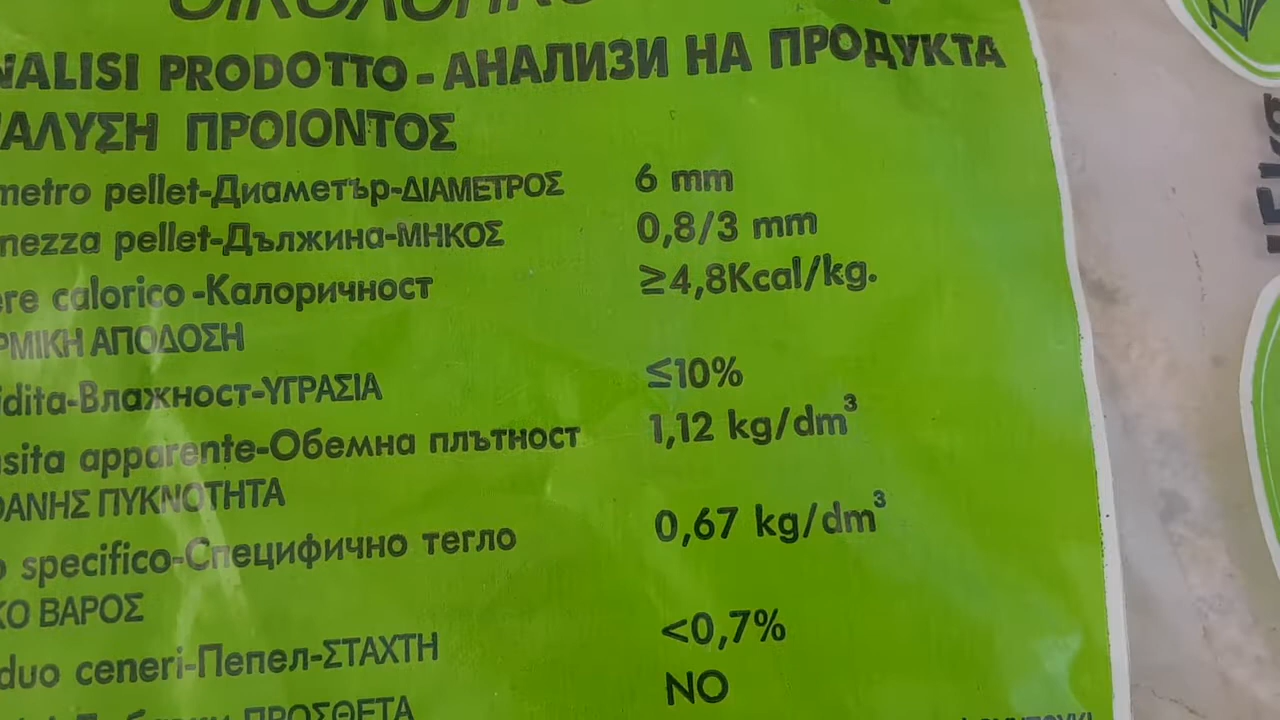 ΟΙΚΟΛΟΓΙΚΟ
NALISI PRODOTTO - АНАЛИЗИ НА ПРОДУКТА
ΑΛΥΣΗ ΠΡΟΙΟΝΤΟΣ
metro pellet-Диаметър-ΔΙΑΜΕΤΡΟΣ 6 mm
hezza pellet-Дължина-ΜΗΚΟΣ 0,8/3 mm
ere calorico-Калоричност ≥4,8Kcal/kg.
ΡΜΙΚΗ ΑΠΟΔΟΣΗ
idita-Влажност-ΥΓΡΑΣΙΑ ≤10%
sita apparente-Обемна плътност 1,12 kg/dm³
ΦΑΝΗΣ ΠΥΚΝΟΤΗΤΑ
o specifico-Специфично тегло 0,67 kg/dm³
ΚΟ ΒΑΡΟΣ
duo ceneri-Пепел-ΣΤΑΧΤΗ <0,7%
ΠΡΟΣΘΕΤΑ NO